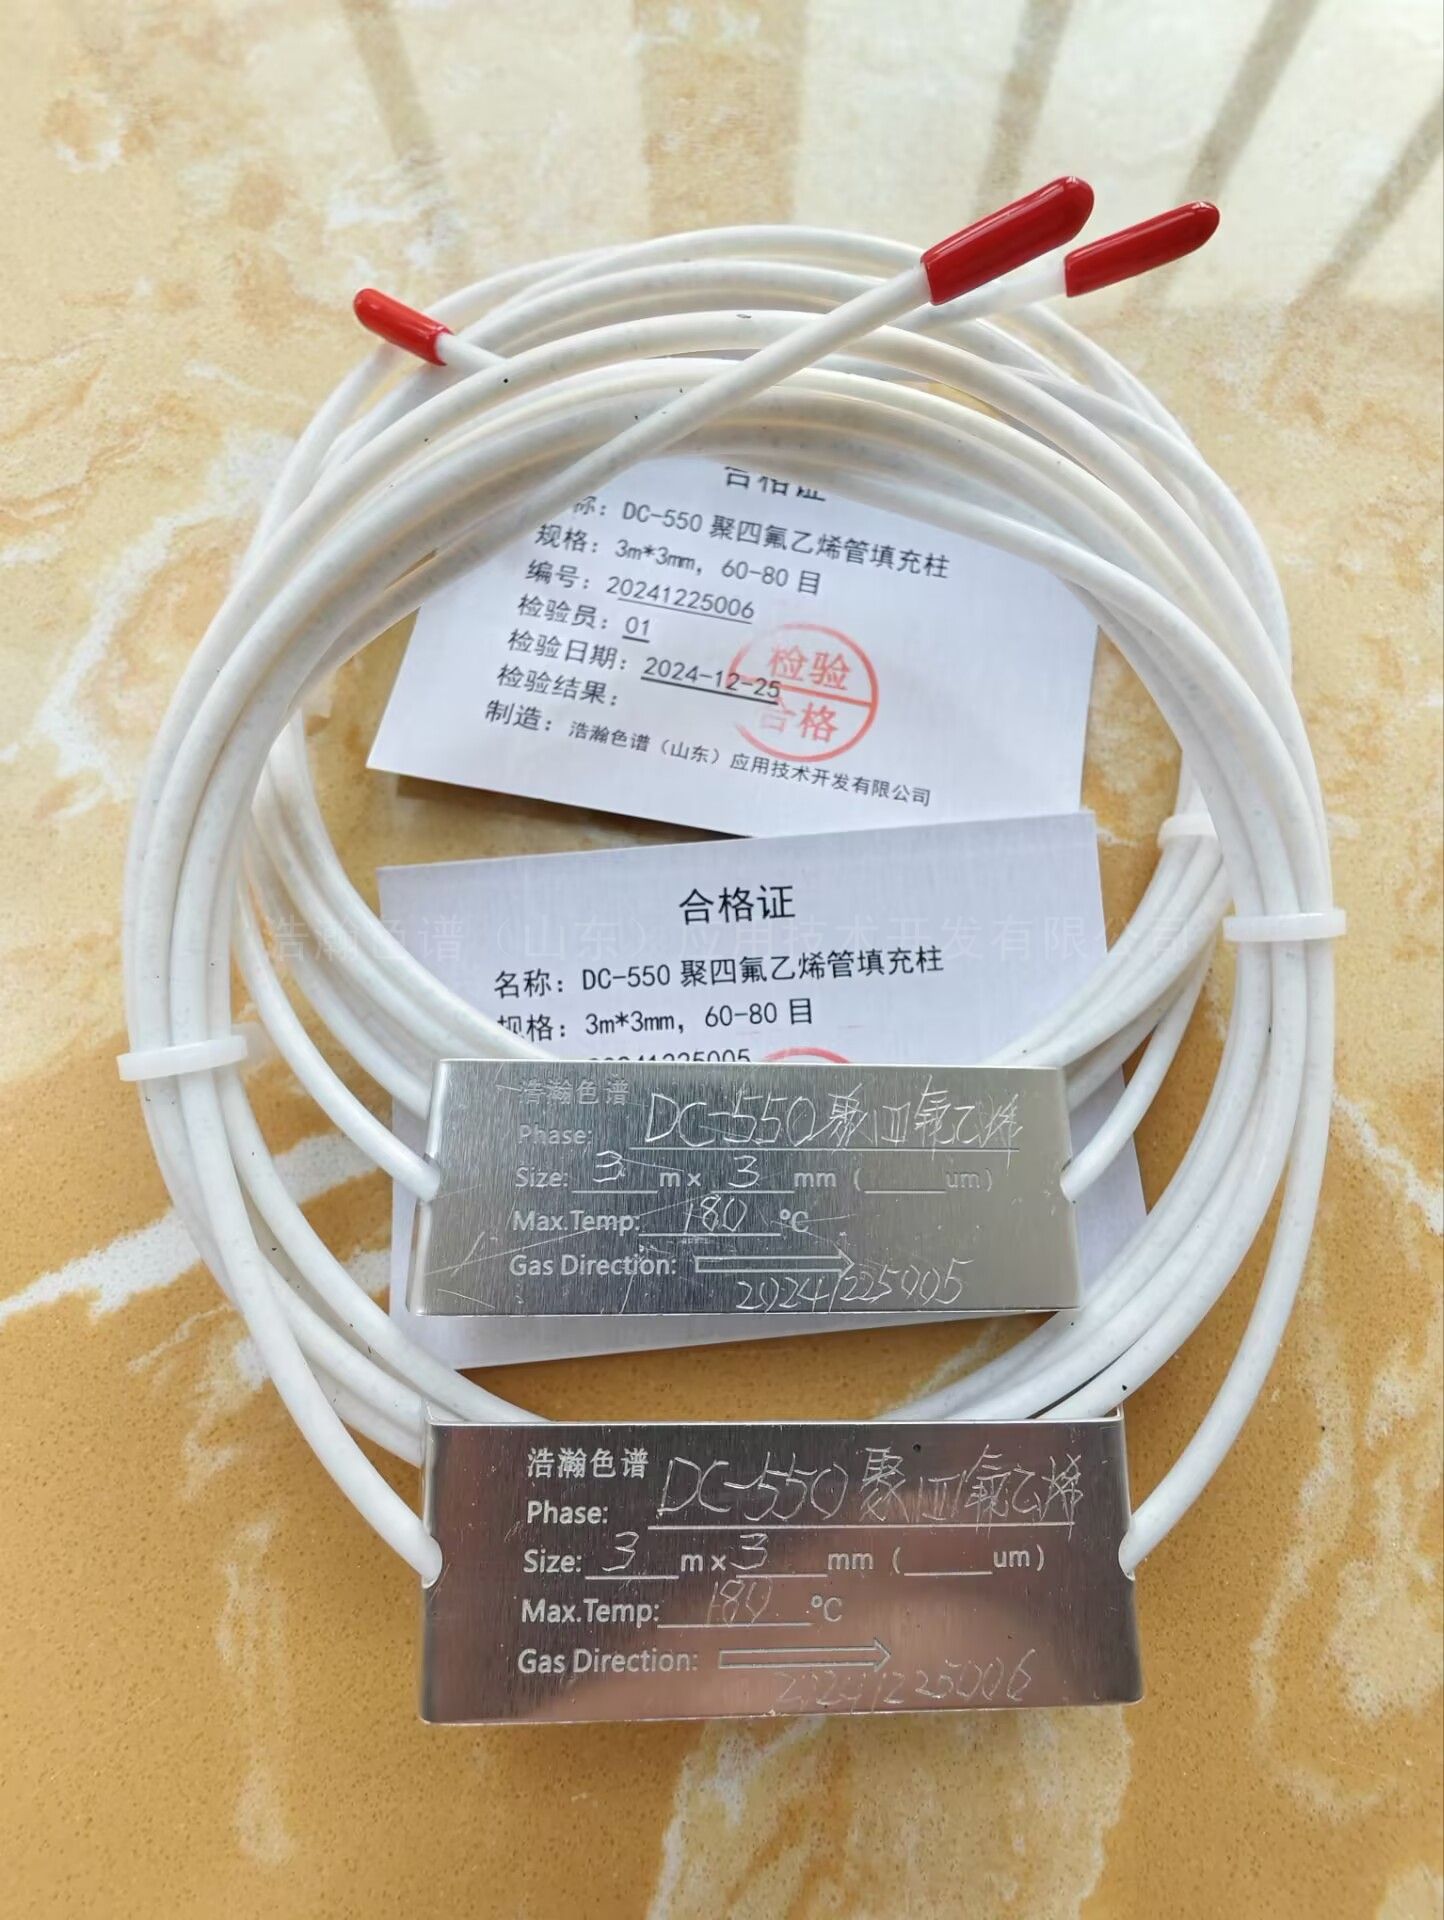 合格证
称：DC-550 聚四氟乙烯管填充柱
规格：3m*3mm，60-80 目
编号：20241225006
检验员：01
检验日期：2024-12-25
检验结果：
检验
合格
制造：浩瀚色谱（山东）应用技术开发有限公司
合格证
浩瀚色谱（山东）应用技术开发有限公司
名称：DC-550 聚四氟乙烯管填充柱
规格：3m*3mm，60-80 目
20241225005
浩瀚色谱
Phase: DC-550聚四氟乙烯
Size: 3 m x 3 mm ( um )
Max.Temp: 180 °C
Gas Direction:
20241225005
浩瀚色谱
Phase: DC-550聚四氟乙烯
Size: 3 m x 3 mm ( um )
Max.Temp: 180 °C
Gas Direction:
20241225006